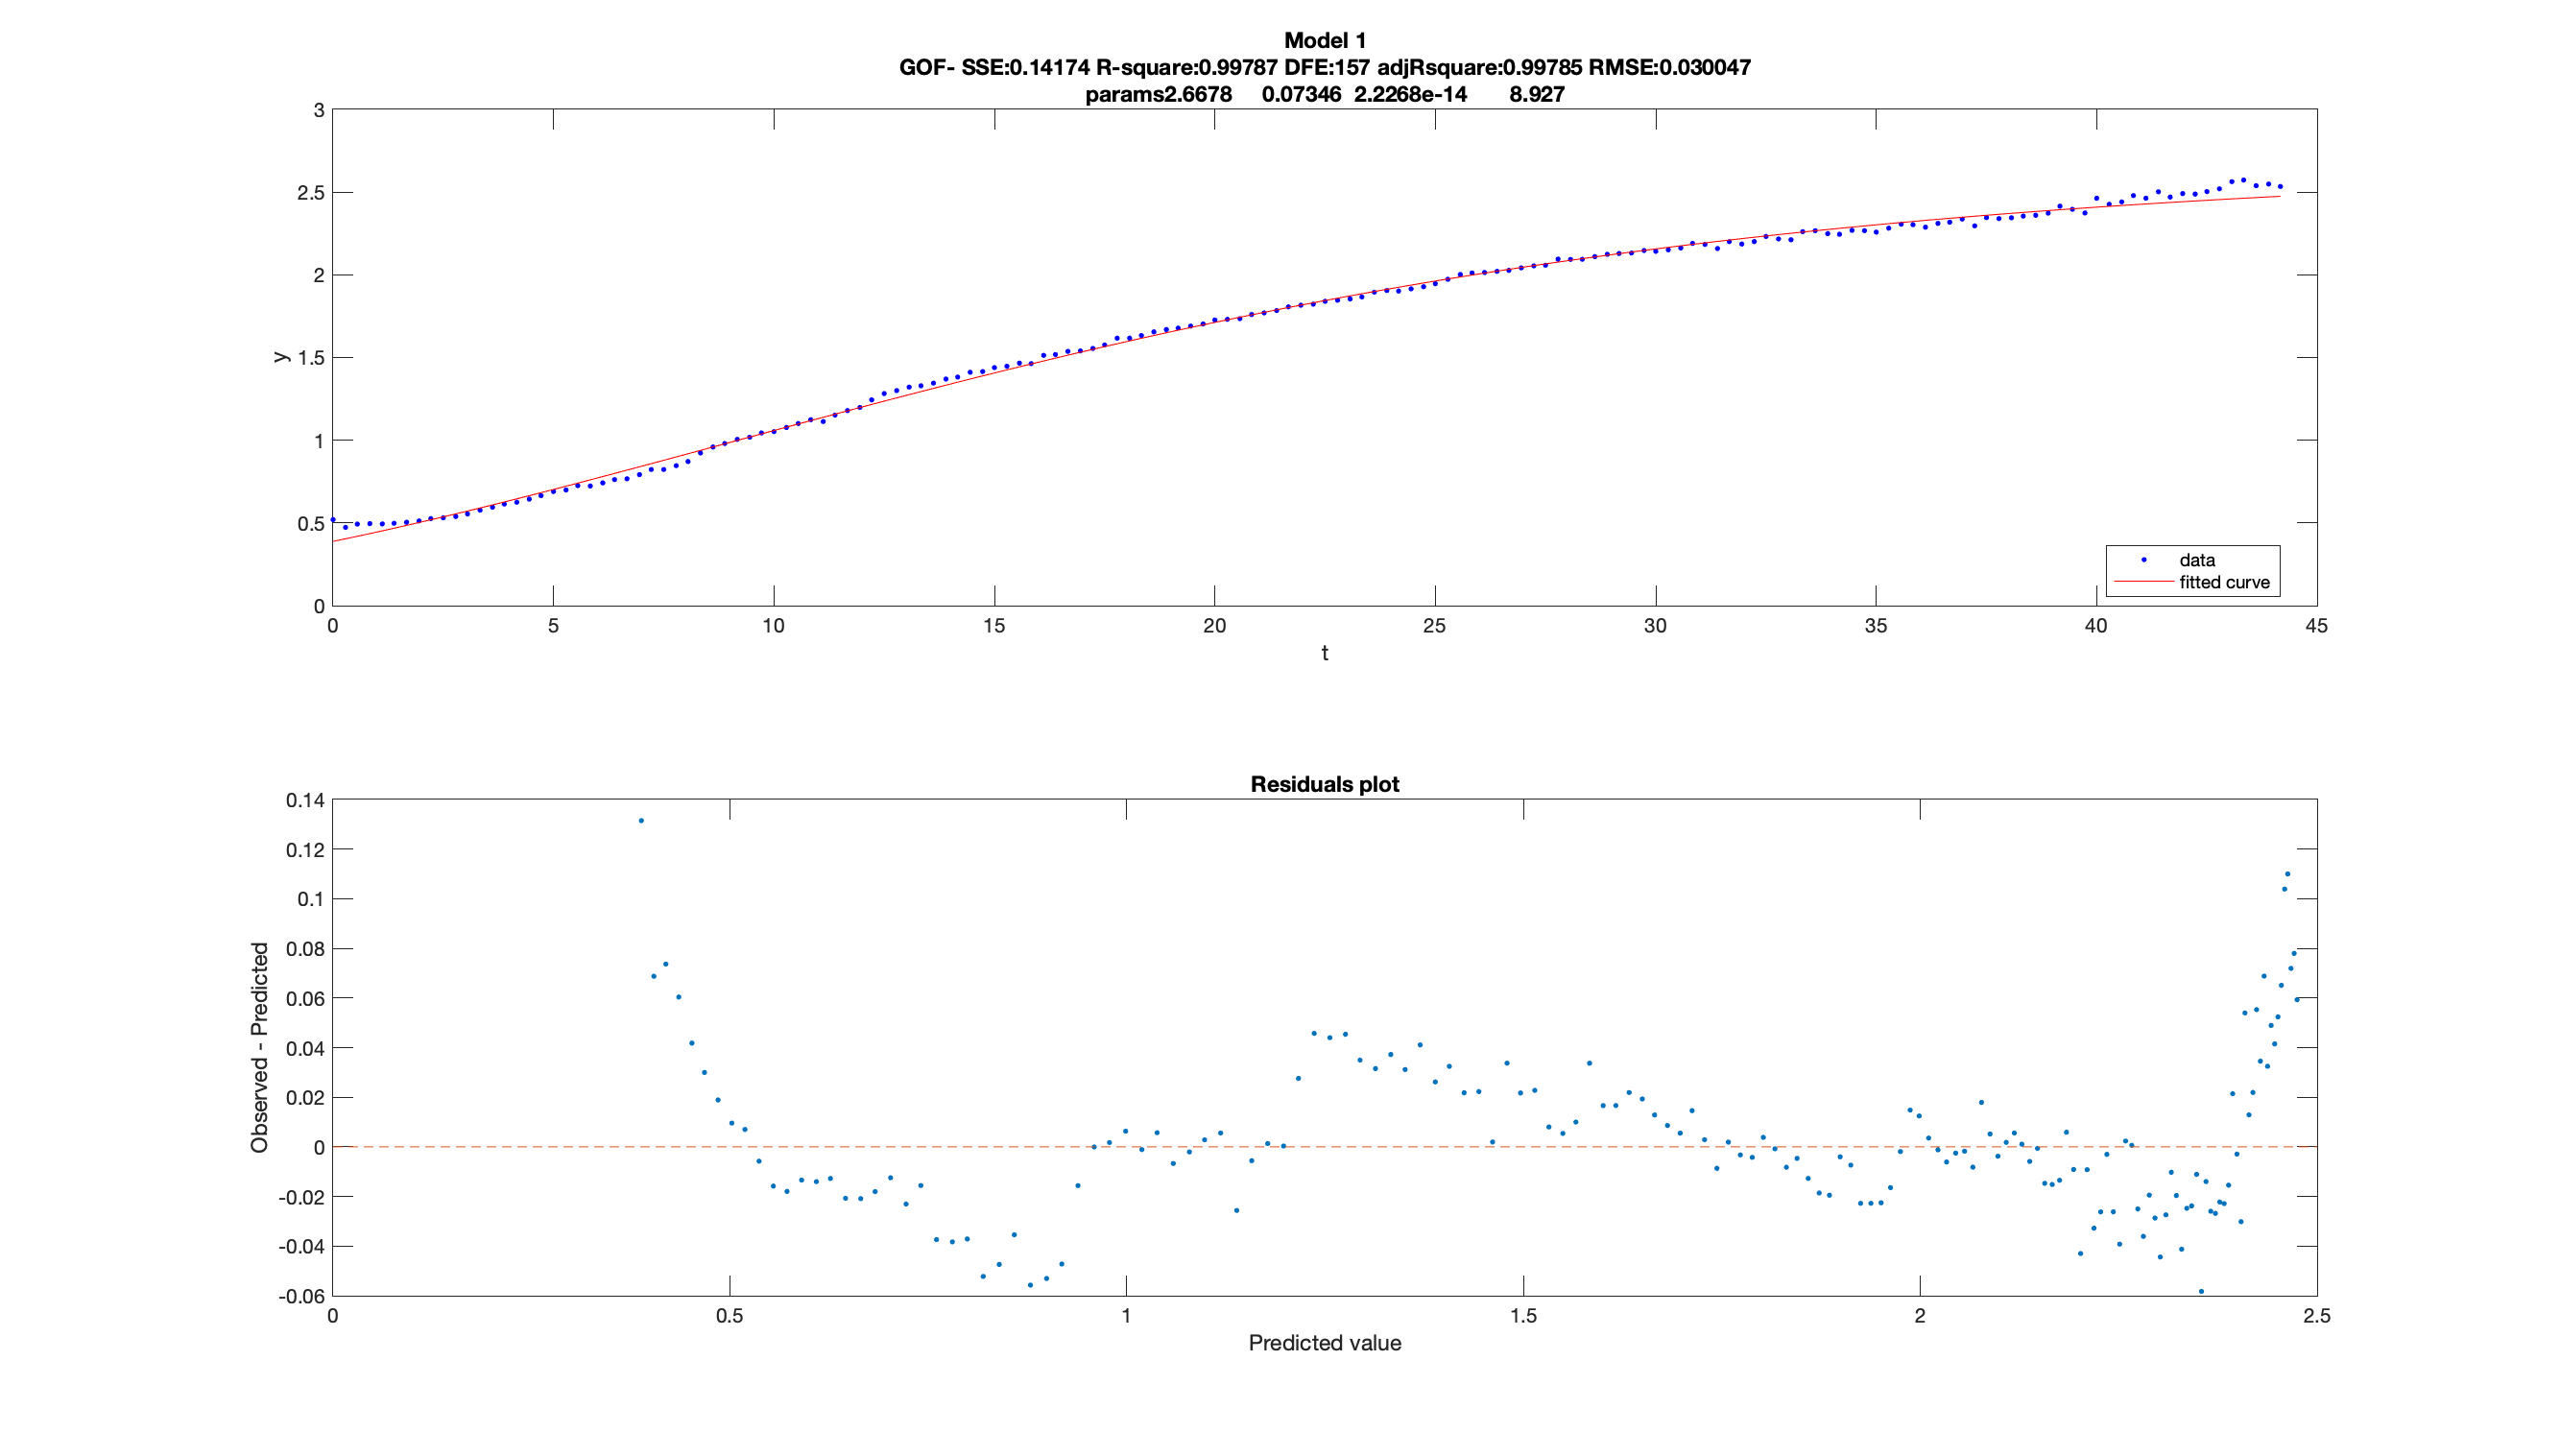 Model 1
GOF- SSE:0.14174 R-square:0.99787 DFE:157 adjRsquare:0.99785 RMSE:0.030047
params2.6678 0.07346 2.2268e-14 8.927
3
2.5
2
1.5
1
0.5
0
y
0 5 10 15 20 25 30 35 40 45
t
data
fitted curve
Residuals plot
0.14
0.12
0.1
0.08
0.06
0.04
0.02
0
-0.02
-0.04
-0.06
Observed - Predicted
0 0.5 1 1.5 2 2.5
Predicted value